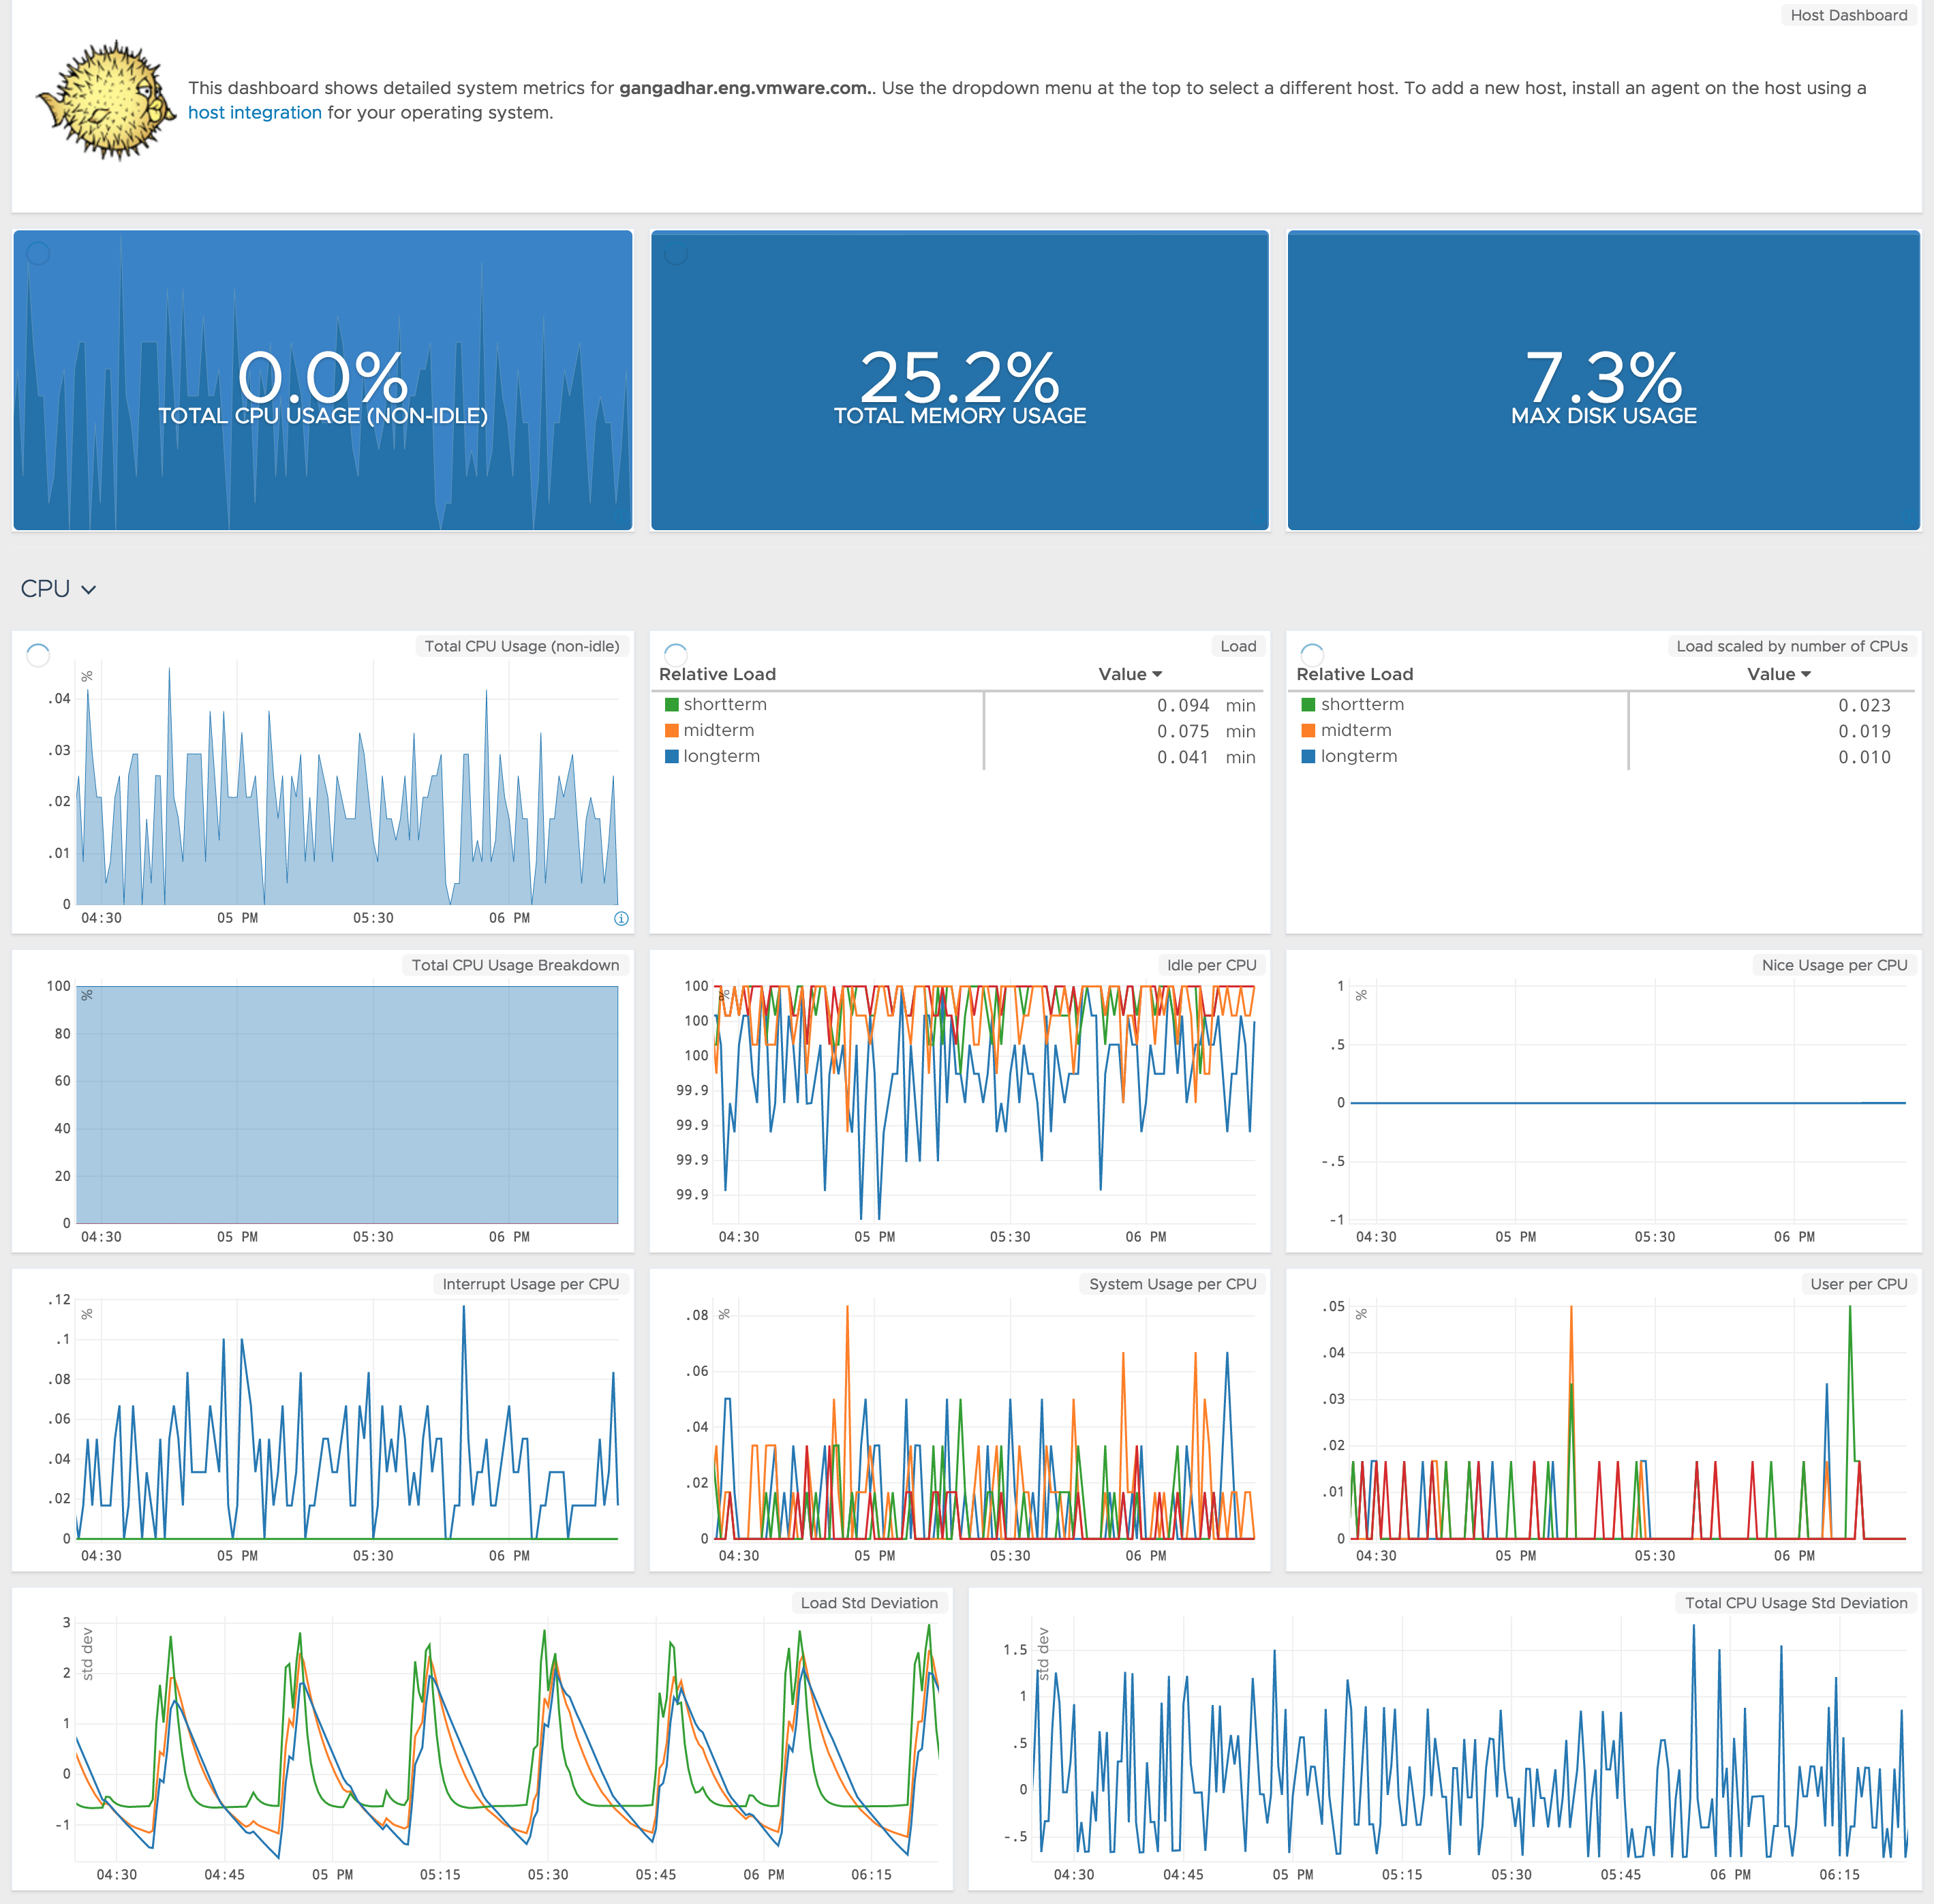 Host Dashboard
This dashboard shows detailed system metrics for gangadhar.eng.vmware.com.. Use the dropdown menu at the top to select a different host. To add a new host, install an agent on the host using a
host integration for your operating system.
0.0%
TOTAL CPU USAGE (NON-IDLE)
25.2%
TOTAL MEMORY USAGE
7.3%
MAX DISK USAGE
CPU
Total CPU Usage (non-idle)
%
.04
.03
.02
.01
0
04:30 05 PM 05:30 06 PM
Load
Relative Load Value
shortterm 0.094 min
midterm 0.075 min
longterm 0.041 min
Load scaled by number of CPUs
Relative Load Value
shortterm 0.023
midterm 0.019
longterm 0.010
Total CPU Usage Breakdown
%
100
80
60
40
20
0
04:30 05 PM 05:30 06 PM
Idle per CPU
%
100
100
100
99.9
99.9
99.9
99.9
04:30 05 PM 05:30 06 PM
Nice Usage per CPU
%
1
.5
0
-.5
-1
04:30 05 PM 05:30 06 PM
Interrupt Usage per CPU
%
.12
.1
.08
.06
.04
.02
0
04:30 05 PM 05:30 06 PM
System Usage per CPU
%
.08
.06
.04
.02
0
04:30 05 PM 05:30 06 PM
User per CPU
%
.05
.04
.03
.02
.01
0
04:30 05 PM 05:30 06 PM
Load Std Deviation
std dev
3
2
1
0
-1
04:30 04:45 05 PM 05:15 05:30 05:45 06 PM 06:15
Total CPU Usage Std Deviation
std dev
1.5
1
.5
0
-.5
04:30 04:45 05 PM 05:15 05:30 05:45 06 PM 06:15